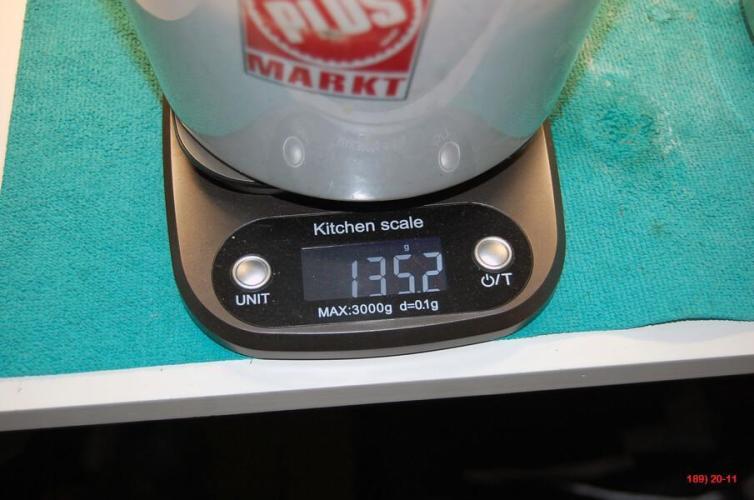 PLUS
MARKT
Kitchen scale
g
135.2
UNIT
⏻/T
MAX:3000g d=0.1g
189) 20-11